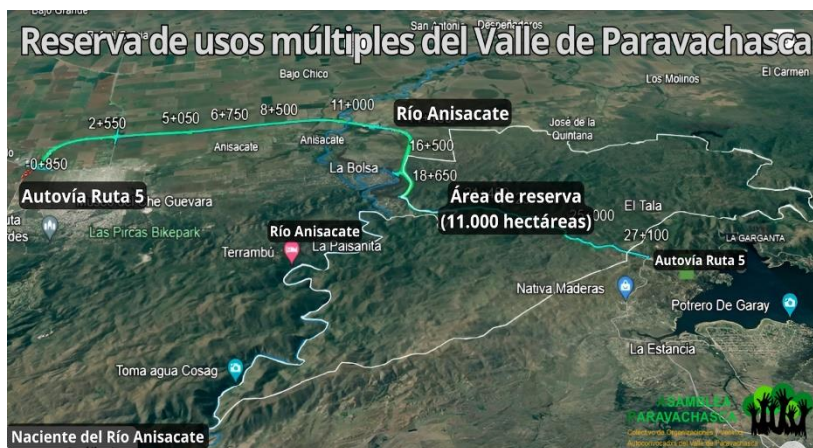 San Antonio
Despeñaderos
Reserva de usos múltiples del Valle de Paravachasca
Bajo Chico
Los Molinos
El Carmen
2+550
5+050
6+750
8+500
11+000
Río Anisacate
José de la
Quintana
Anisacate
Anisacate
16+500
0+850
La Bolsa
18+650
Autovía Ruta 5
he Guevara
Área de reserva
(11.000 hectáreas)
000
El Tala
Las Pircas Bikepark
Río Anisacate
27+100
LA GARGANTA
La Paisanita
Terrambú
Autovía Ruta 5
Nativa Maderas
Potrero De Garay
La Estancia
Toma agua Cosag
ASAMBLEA
PARAVACHASCA
Naciente del Río Anisacate